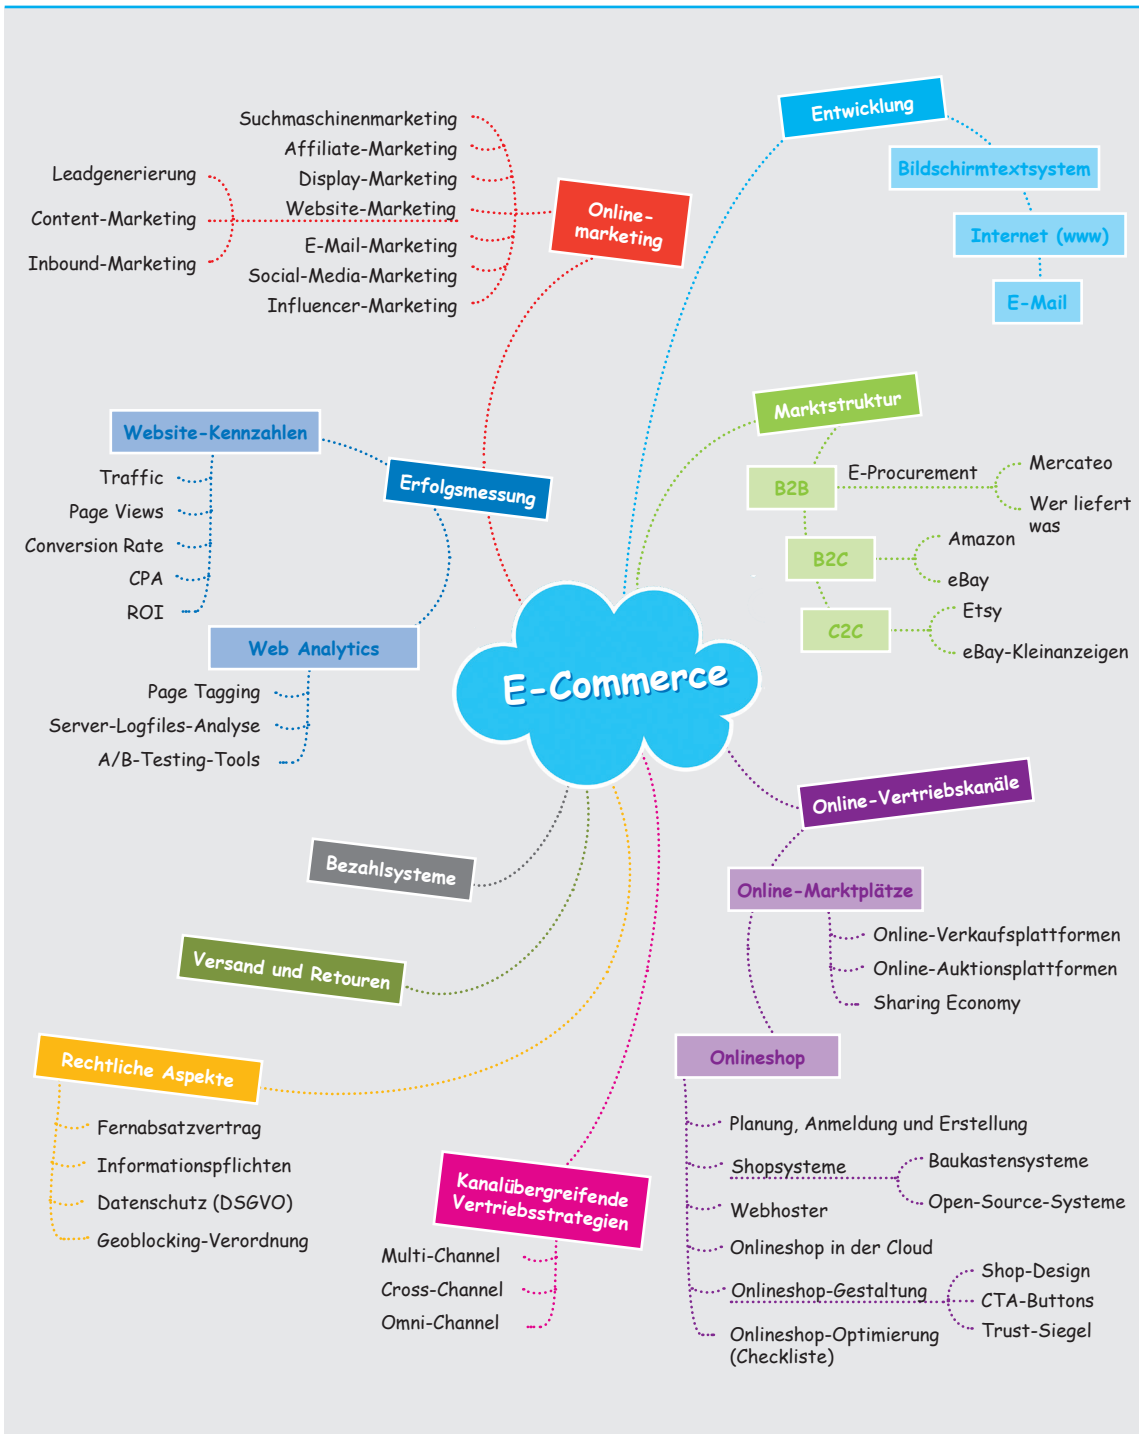 Entwicklung
Bildschirmtextsystem
Internet (www)
E-Mail
Online-
marketing
Suchmaschinenmarketing
Affiliate-Marketing
Display-Marketing
Website-Marketing
E-Mail-Marketing
Social-Media-Marketing
Influencer-Marketing
Leadgenerierung
Content-Marketing
Inbound-Marketing
Marktstruktur
B2B
E-Procurement
Mercateo
Wer liefert
was
B2C
Amazon
eBay
C2C
Etsy
eBay-Kleinanzeigen
Erfolgsmessung
Website-Kennzahlen
Traffic
Page Views
Conversion Rate
CPA
ROI
Web Analytics
Page Tagging
Server-Logfiles-Analyse
A/B-Testing-Tools
E-Commerce
Online-Vertriebskanäle
Online-Marktplätze
Online-Verkaufsplattformen
Online-Auktionsplattformen
Sharing Economy
Onlineshop
Planung, Anmeldung und Erstellung
Shopsysteme
Baukastensysteme
Open-Source-Systeme
Webhoster
Onlineshop in der Cloud
Onlineshop-Gestaltung
Shop-Design
CTA-Buttons
Trust-Siegel
Onlineshop-Optimierung
(Checkliste)
Bezahlsysteme
Versand und Retouren
Rechtliche Aspekte
Fernabsatzvertrag
Informationspflichten
Datenschutz (DSGVO)
Geoblocking-Verordnung
Kanalübergreifende
Vertriebsstrategien
Multi-Channel
Cross-Channel
Omni-Channel